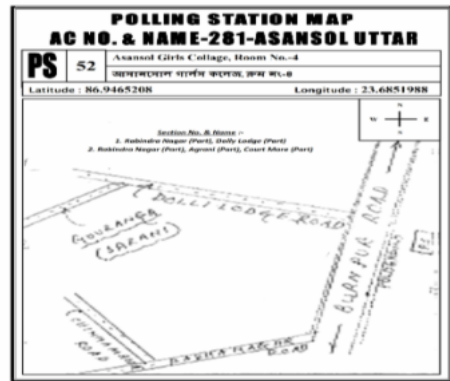 POLLING STATION MAP
AC NO. & NAME-281-ASANSOL UTTAR
PS
52
Asansol Girls Collage, Room No.-4
Latitude : 86.9465208
Longitude : 23.6851988
N
W
E
S
Section No. & Name :-
1. Rabindra Nagar (Part), Dolly Lodge (Part)
2. Rabindra Nagar (Part), Agrani (Part), Court More (Part)
DOLLI LODGE ROAD
GOURANGA
(SARANI)
BURNPUR ROAD
ROAD
ROAD